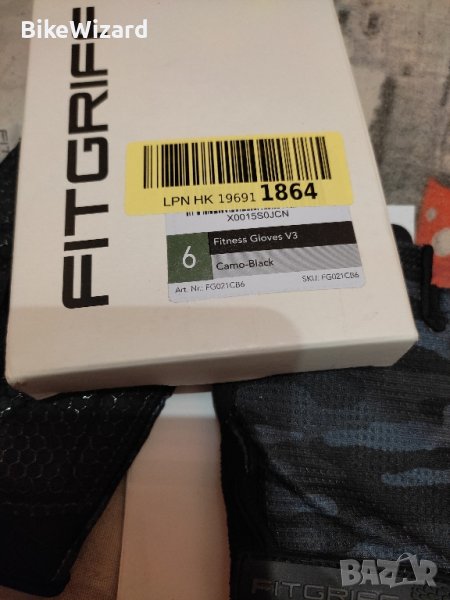 BikeWizard
FITGRIFF
LPN HK 19691 1864
X0015S0JCN
6
Fitness Gloves V3
Camo-Black
Art. Nr.: FG021CB6
SKU: FG021CB6
FITGRIFF
BAZAR